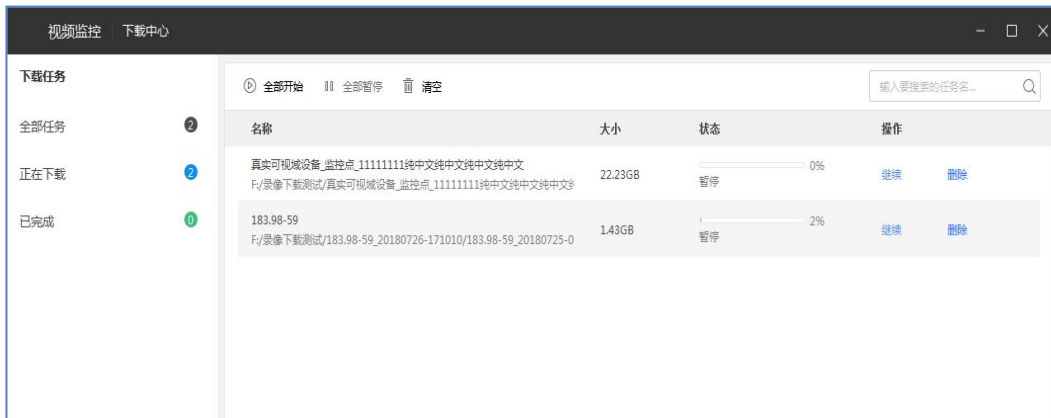 视频监控 下载中心
下载任务
全部开始 全部暂停 清空 输入要搜索的任务名...
全部任务 2
名称 大小 状态 操作
正在下载 2
真实可视域设备_监控点_11111111纯中文纯中文纯中文纯中文
F:/录像下载测试/真实可视域设备_监控点_11111111纯中文纯中文纯中文纟
22.23GB 0%
暂停 继续 删除
已完成 0
183.98-59
F:/录像下载测试/183.98-59_20180726-171010/183.98-59_20180725-0
1.43GB 2%
暂停 继续 删除